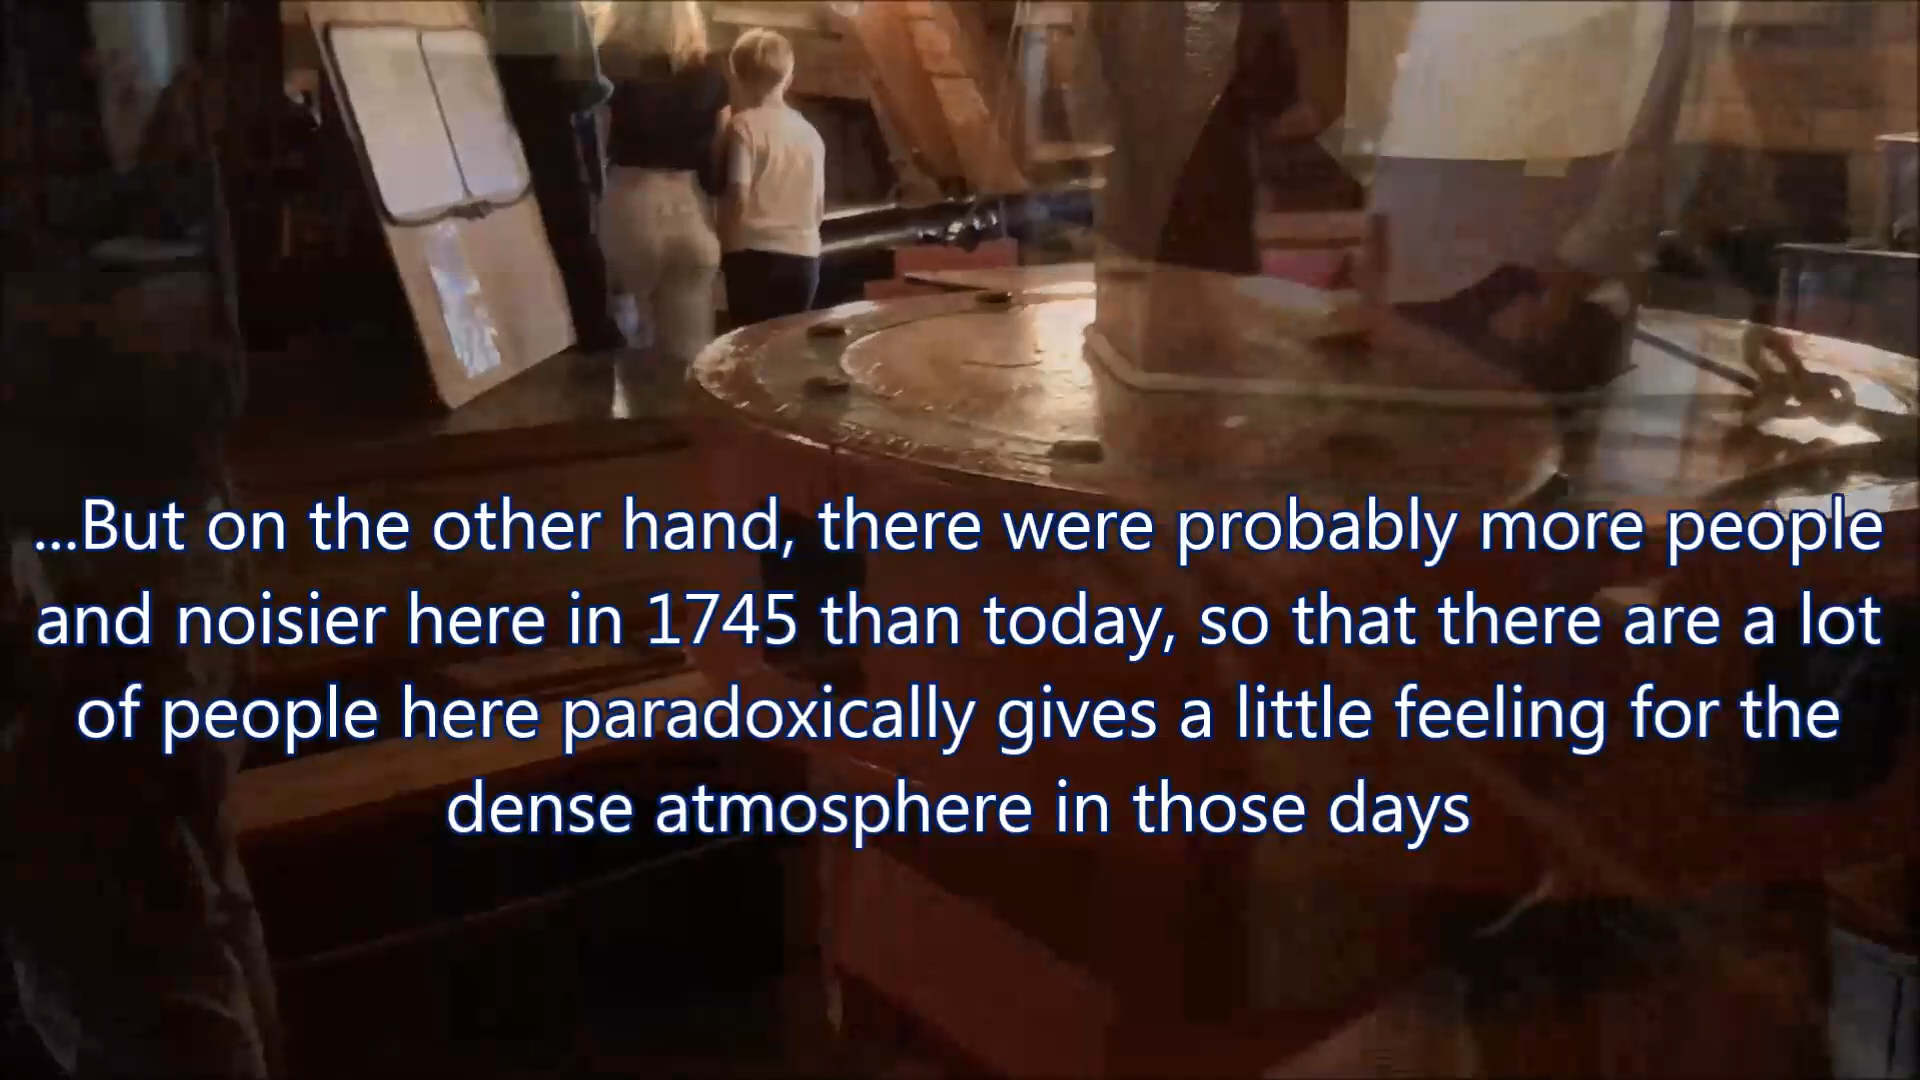 ...But on the other hand, there were probably more people
and noisier here in 1745 than today, so that there are a lot
of people here paradoxically gives a little feeling for the
dense atmosphere in those days